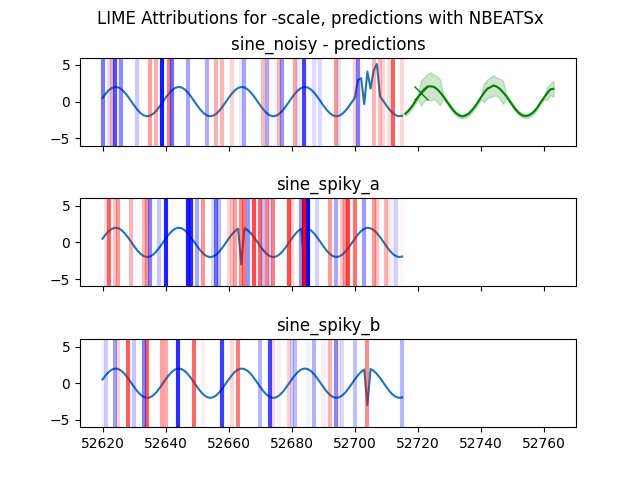 LIME Attributions for -scale, predictions with NBEATSx
sine_noisy - predictions
5
0
−5
sine_spiky_a
5
0
−5
sine_spiky_b
5
0
−5
52620 52640 52660 52680 52700 52720 52740 52760